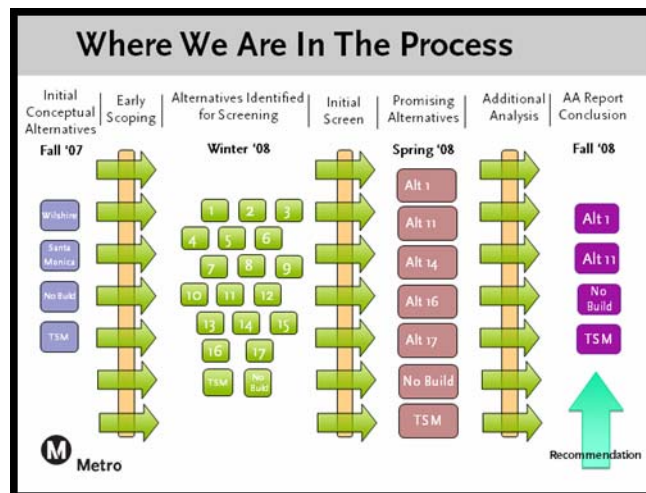 Where We Are In The Process
Initial
Conceptual
Alternatives
Early
Scoping
Alternatives Identified
for Screening
Initial
Screen
Promising
Alternatives
Additional
Analysis
AA Report
Conclusion
Fall '07
Winter '08
Spring '08
Fall '08
Wilshire
Santa
Monica
No Build
TSM
1 2 3
4 5 6
7 8 9
10 11 12
13 14 15
16 17
TSM No
Build
Alt 1
Alt 11
Alt 14
Alt 16
Alt 17
No Build
TSM
Alt 1
Alt 11
No
Build
TSM
Recommendation
M Metro